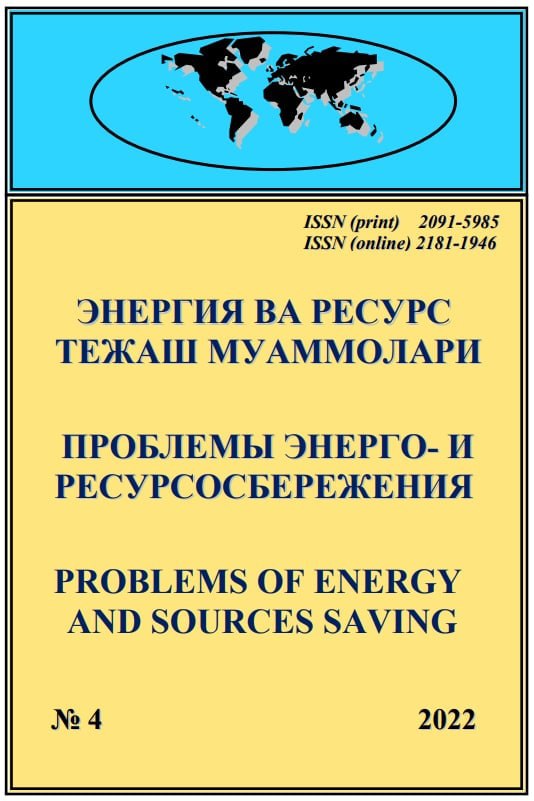 ISSN (print) 2091-5985
ISSN (online) 2181-1946
ЭНЕРГИЯ ВА РЕСУРС
ТЕЖАШ МУАММОЛАРИ
ПРОБЛЕМЫ ЭНЕРГО- И
РЕСУРСОСБЕРЕЖЕНИЯ
PROBLEMS OF ENERGY
AND SOURCES SAVING
№ 4 2022